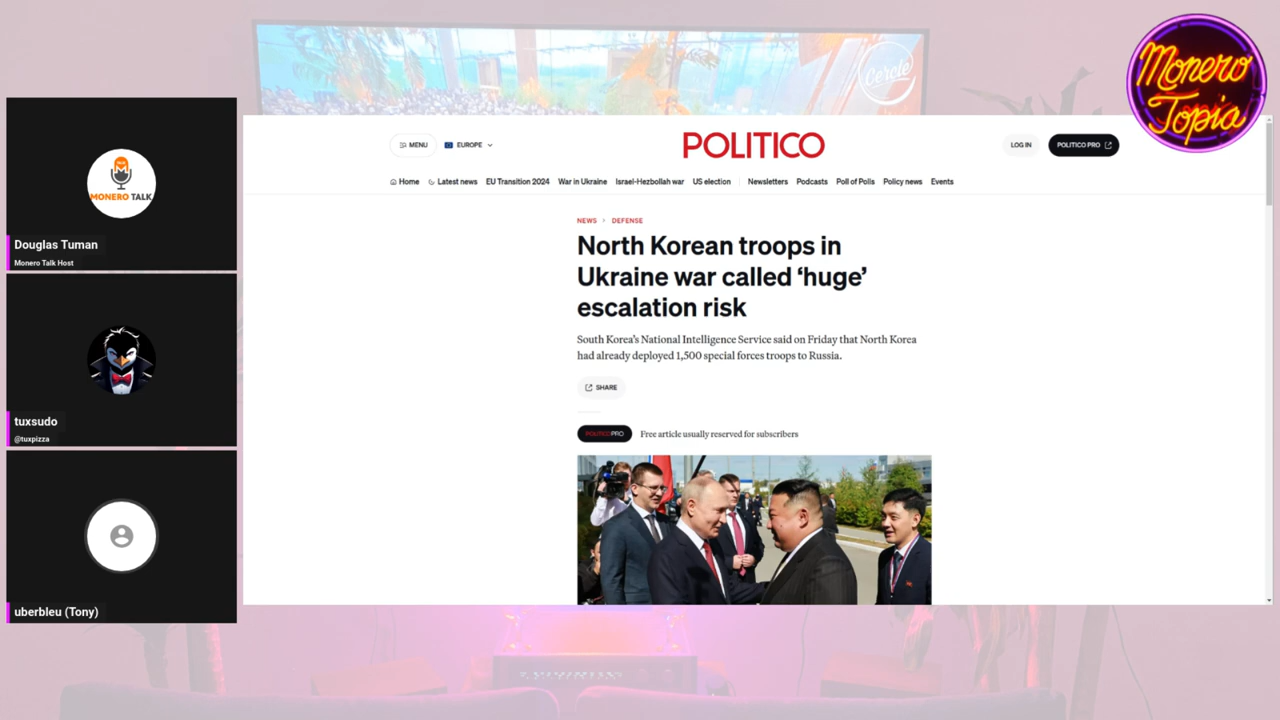 Cercle
Monero
Topia
MONERO TALK
Douglas Tuman
Monero Talk Host
tuxsudo
@tuxpizza
uberbleu (Tony)
MENU
EUROPE
POLITICO
LOG IN
POLITICO PRO
Home
Latest news
EU Transition 2024
War in Ukraine
Israel-Hezbollah war
US election
Newsletters
Podcasts
Poll of Polls
Policy news
Events
NEWS
DEFENSE
North Korean troops in
Ukraine war called ‘huge’
escalation risk
South Korea’s National Intelligence Service said on Friday that North Korea
had already deployed 1,500 special forces troops to Russia.
SHARE
POLITICO PRO
Free article usually reserved for subscribers